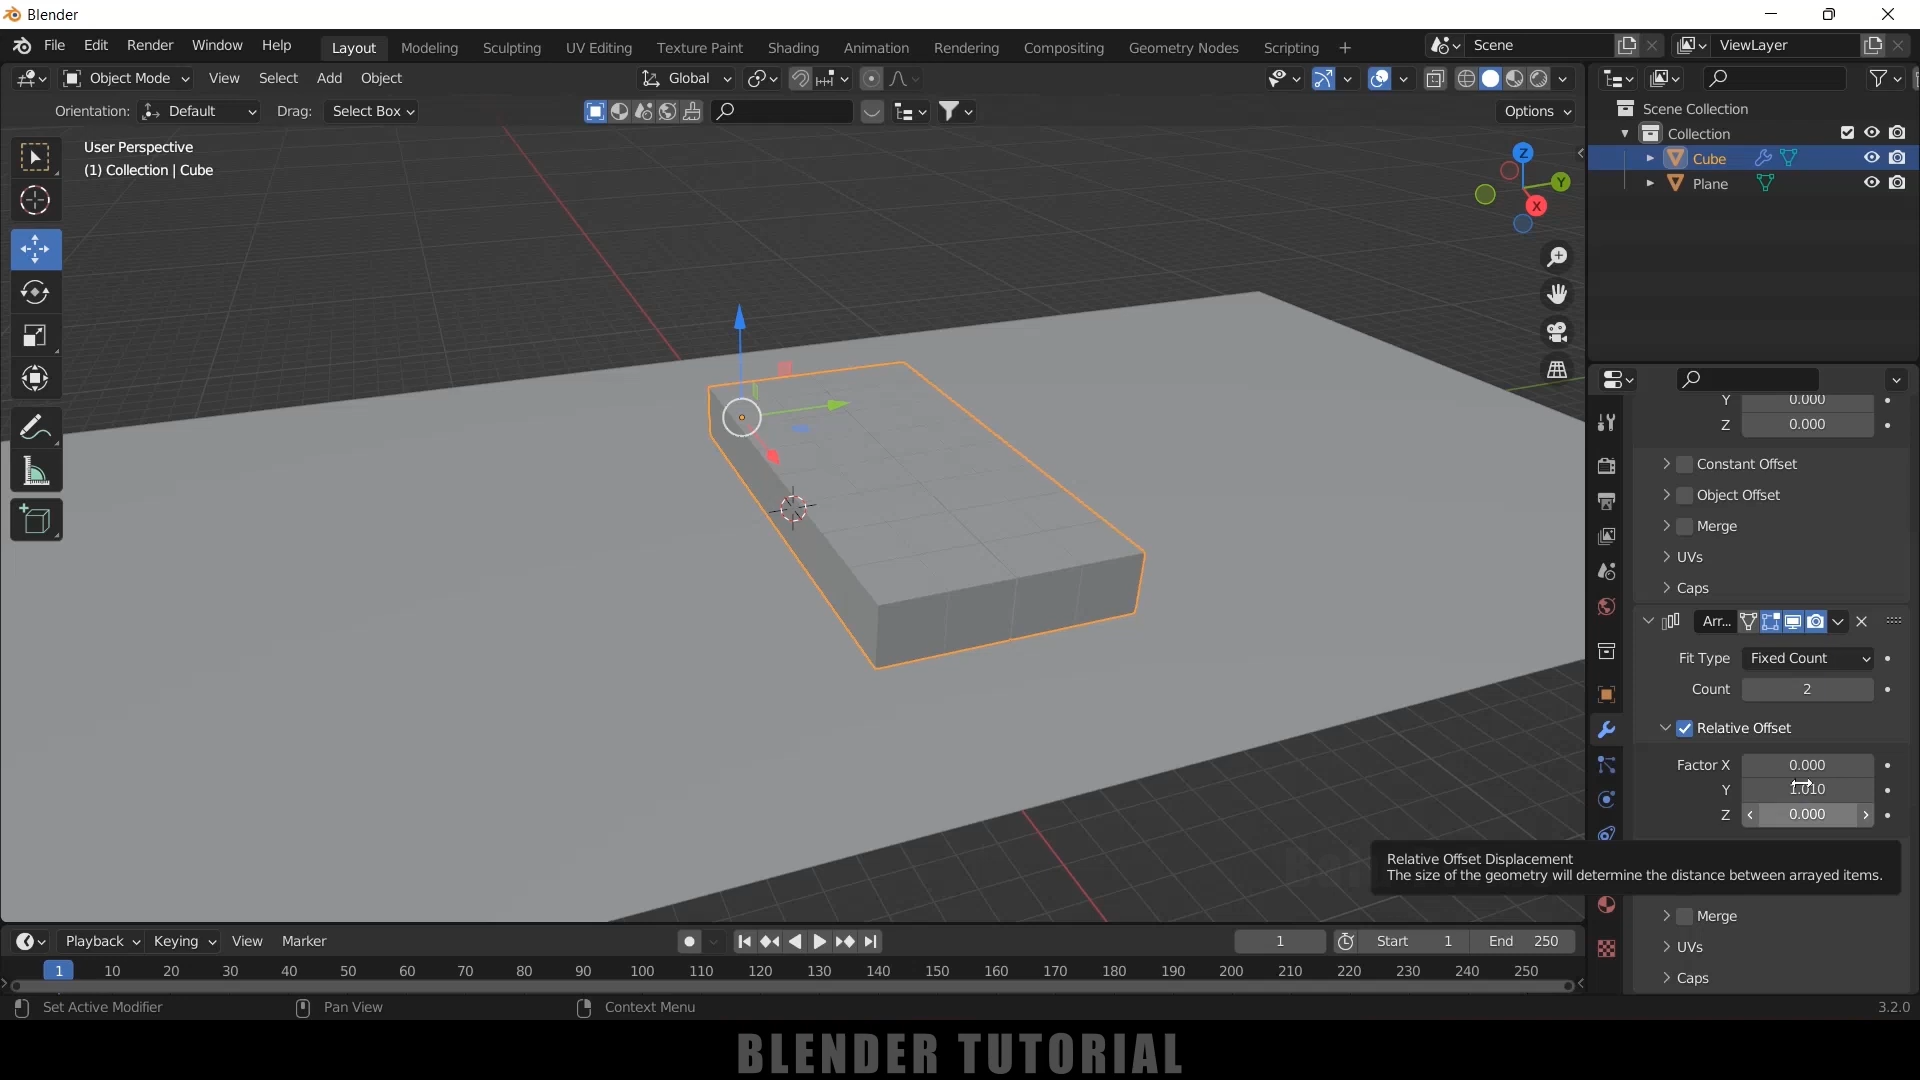 Blender
File Edit Render Window Help Layout Modeling Sculpting UV Editing Texture Paint Shading Animation Rendering Compositing Geometry Nodes Scripting + Scene ViewLayer
Object Mode View Select Add Object Global
Orientation: Default Drag: Select Box Options
User Perspective
(1) Collection | Cube
Z
Y
X
Scene Collection
Collection
Cube
Plane
Y 0.000
Z 0.000
Constant Offset
Object Offset
Merge
UVs
Caps
Arr...
Fit Type Fixed Count
Count 2
Relative Offset
Factor X 0.000
Y 1.010
Z 0.000
Relative Offset Displacement
The size of the geometry will determine the distance between arrayed items.
Merge
UVs
Caps
Playback Keying View Marker 1 Start 1 End 250
1 10 20 30 40 50 60 70 80 90 100 110 120 130 140 150 160 170 180 190 200 210 220 230 240 250
Set Active Modifier Pan View Context Menu 3.2.0
BLENDER TUTORIAL